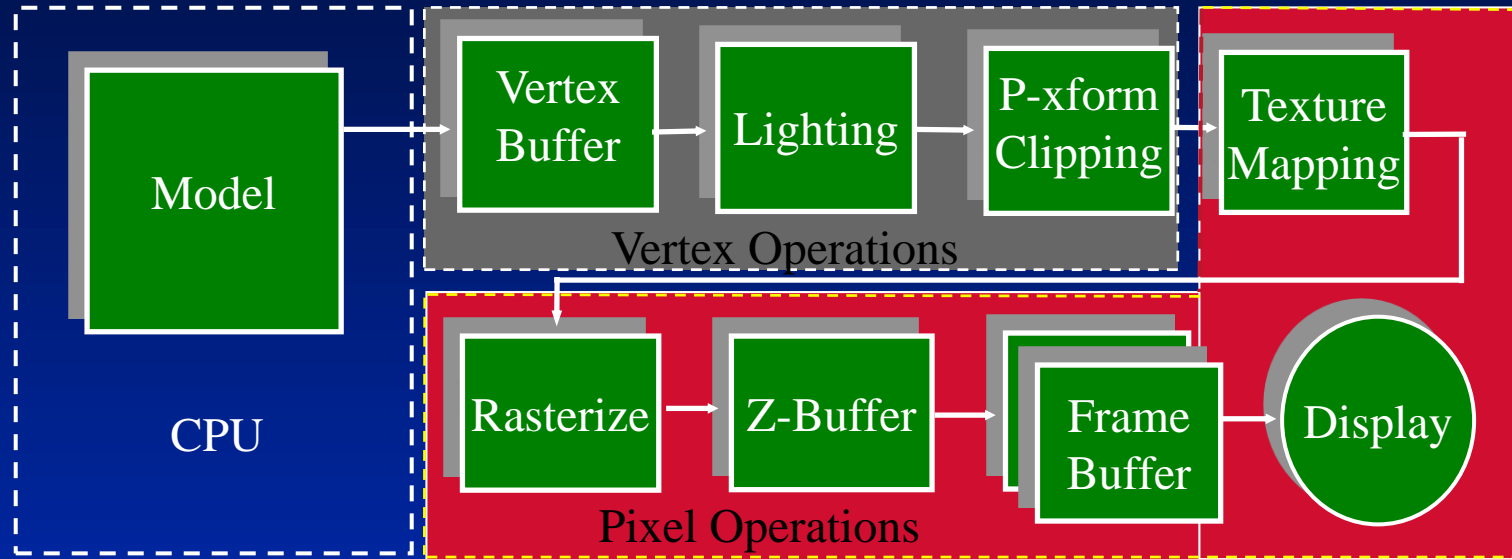 Model
CPU
Vertex
Buffer
Lighting
P-xform
Clipping
Texture
Mapping
Vertex Operations
Rasterize
Z-Buffer
Frame
Buffer
Display
Pixel Operations